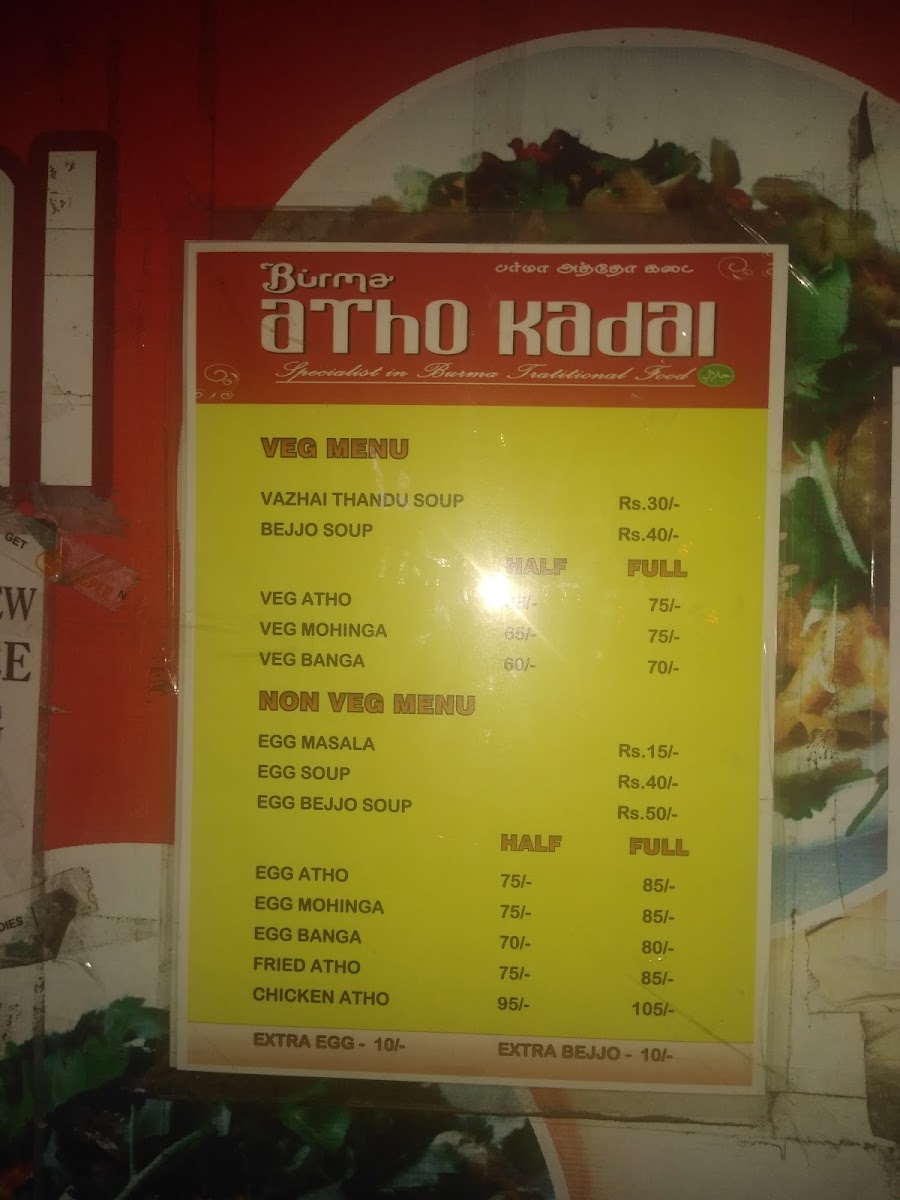 Burma
பர்மா அத்தோ கடை
atho kadai
Specialist in Burma Tratitional Food
VEG MENU
VAZHAI THANDU SOUP Rs.30/-
BEJJO SOUP Rs.40/-
HALF FULL
VEG ATHO 75/-
VEG MOHINGA 65/- 75/-
VEG BANGA 60/- 70/-
NON VEG MENU
EGG MASALA Rs.15/-
EGG SOUP Rs.40/-
EGG BEJJO SOUP Rs.50/-
HALF FULL
EGG ATHO 75/- 85/-
EGG MOHINGA 75/- 85/-
EGG BANGA 70/- 80/-
FRIED ATHO 75/- 85/-
CHICKEN ATHO 95/- 105/-
EXTRA EGG - 10/- EXTRA BEJJO - 10/-
GET